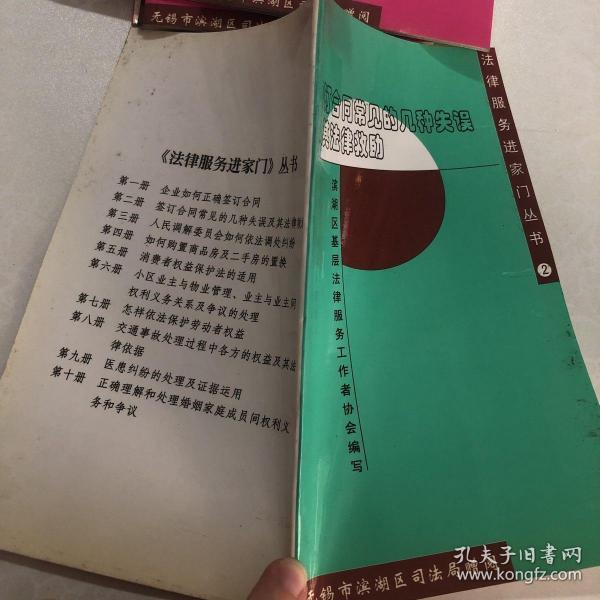 无锡市滨湖区司法局赠阅
《法律服务进家门》丛书
第一册 企业如何正确签订合同
第二册 签订合同常见的几种失误及其法律救
第三册 人民调解委员会如何依法调处纠纷
第四册 如何购置商品房及二手房的置换
第五册 消费者权益保护法的适用
第六册 小区业主与物业管理、业主与业主间
权利义务关系及争议的处理
第七册 怎样依法保护劳动者权益
第八册 交通事故处理过程中各方的权益及其法
律依据
第九册 医患纠纷的处理及证据运用
第十册 正确理解和处理婚姻家庭成员间权利义
务和争议
订合同常见的几种失误
其法律救助
滨湖区基层法律服务工作者协会编写
法律服务进家门丛书
2
无锡市滨湖区司法局赠阅
孔夫子旧书网
www.kongfz.com